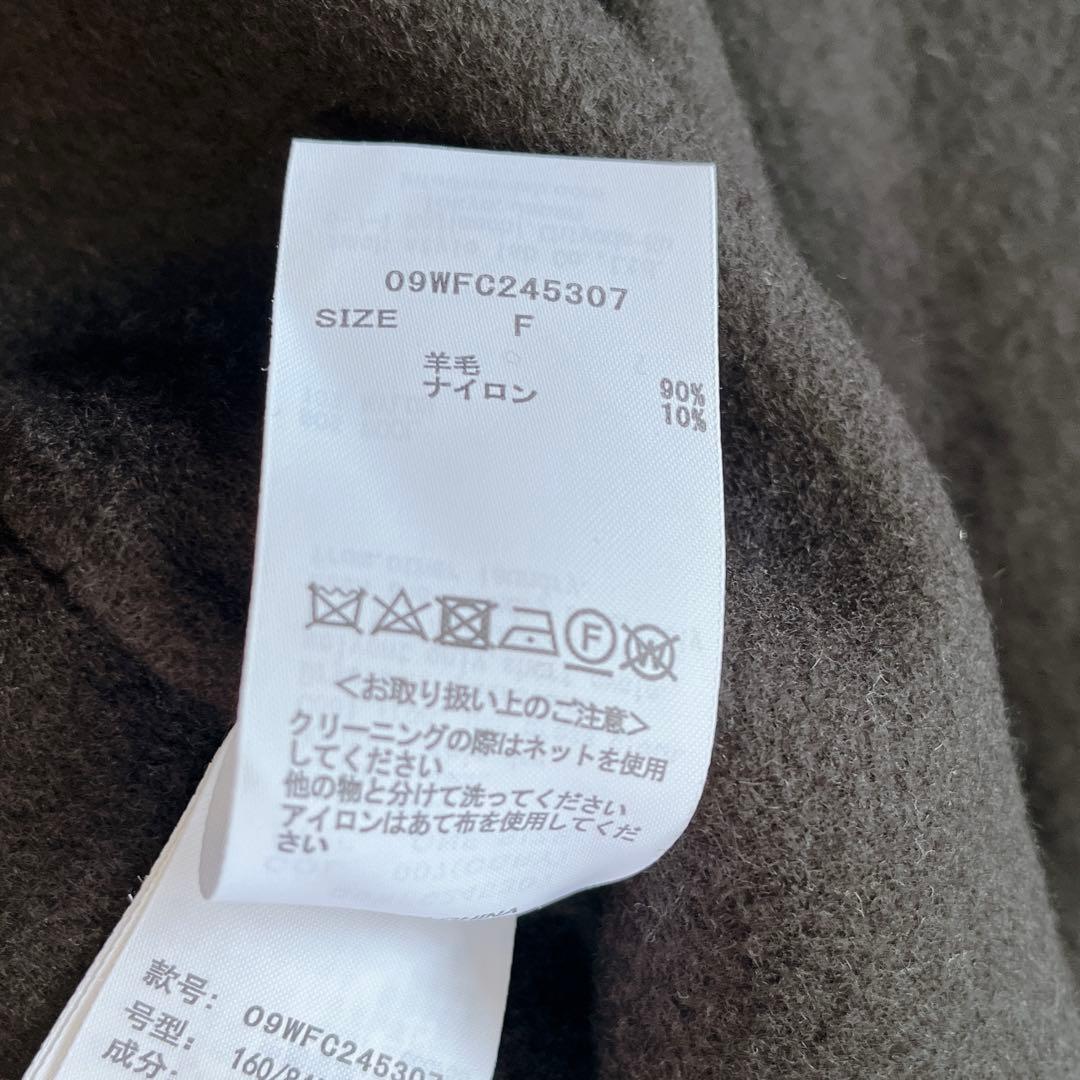 09WFC245307
SIZE F
羊毛 90%
ナイロン 10%
F
W
<お取り扱い上のご注意>
クリーニングの際はネットを使用
してください
他の物と分けて洗ってください
アイロンはあて布を使用してくだ
さい
款号: 09WFC245307
号型: 160/84
成分: